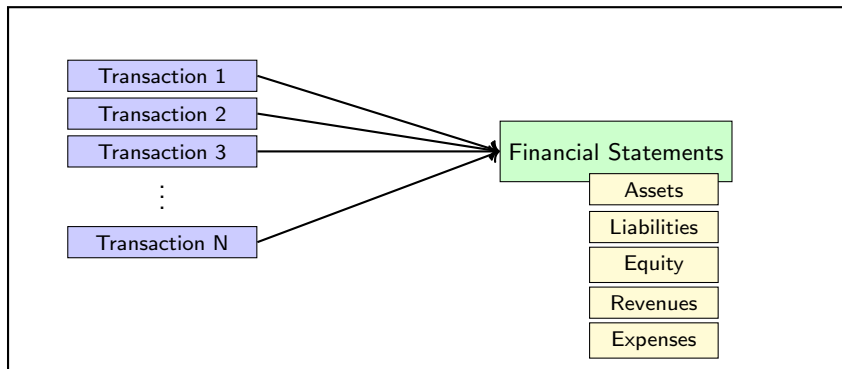 Transaction 1
Transaction 2
Transaction 3
⋮
Transaction N
Financial Statements
Assets
Liabilities
Equity
Revenues
Expenses